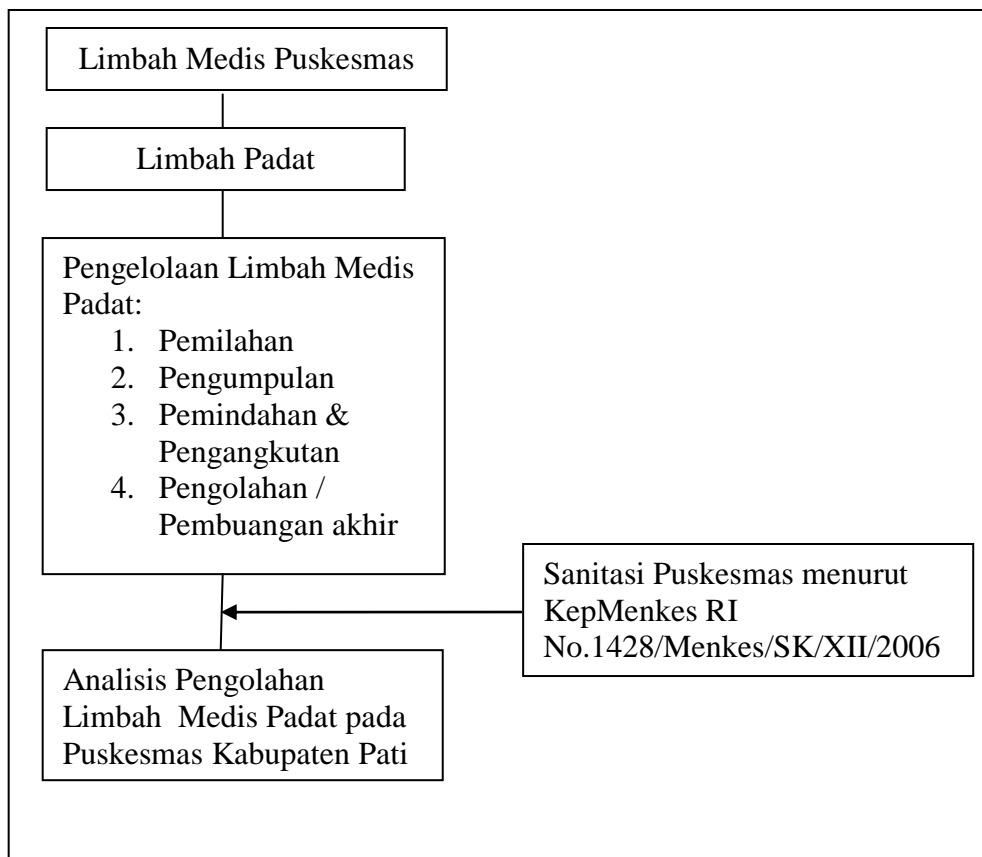 Limbah Medis Puskesmas
Limbah Padat
Pengelolaan Limbah Medis
Padat:
1. Pemilahan
2. Pengumpulan
3. Pemindahan &
Pengangkutan
4. Pengolahan /
Pembuangan akhir
Sanitasi Puskesmas menurut
KepMenkes RI
No.1428/Menkes/SK/XII/2006
Analisis Pengolahan
Limbah Medis Padat pada
Puskesmas Kabupaten Pati